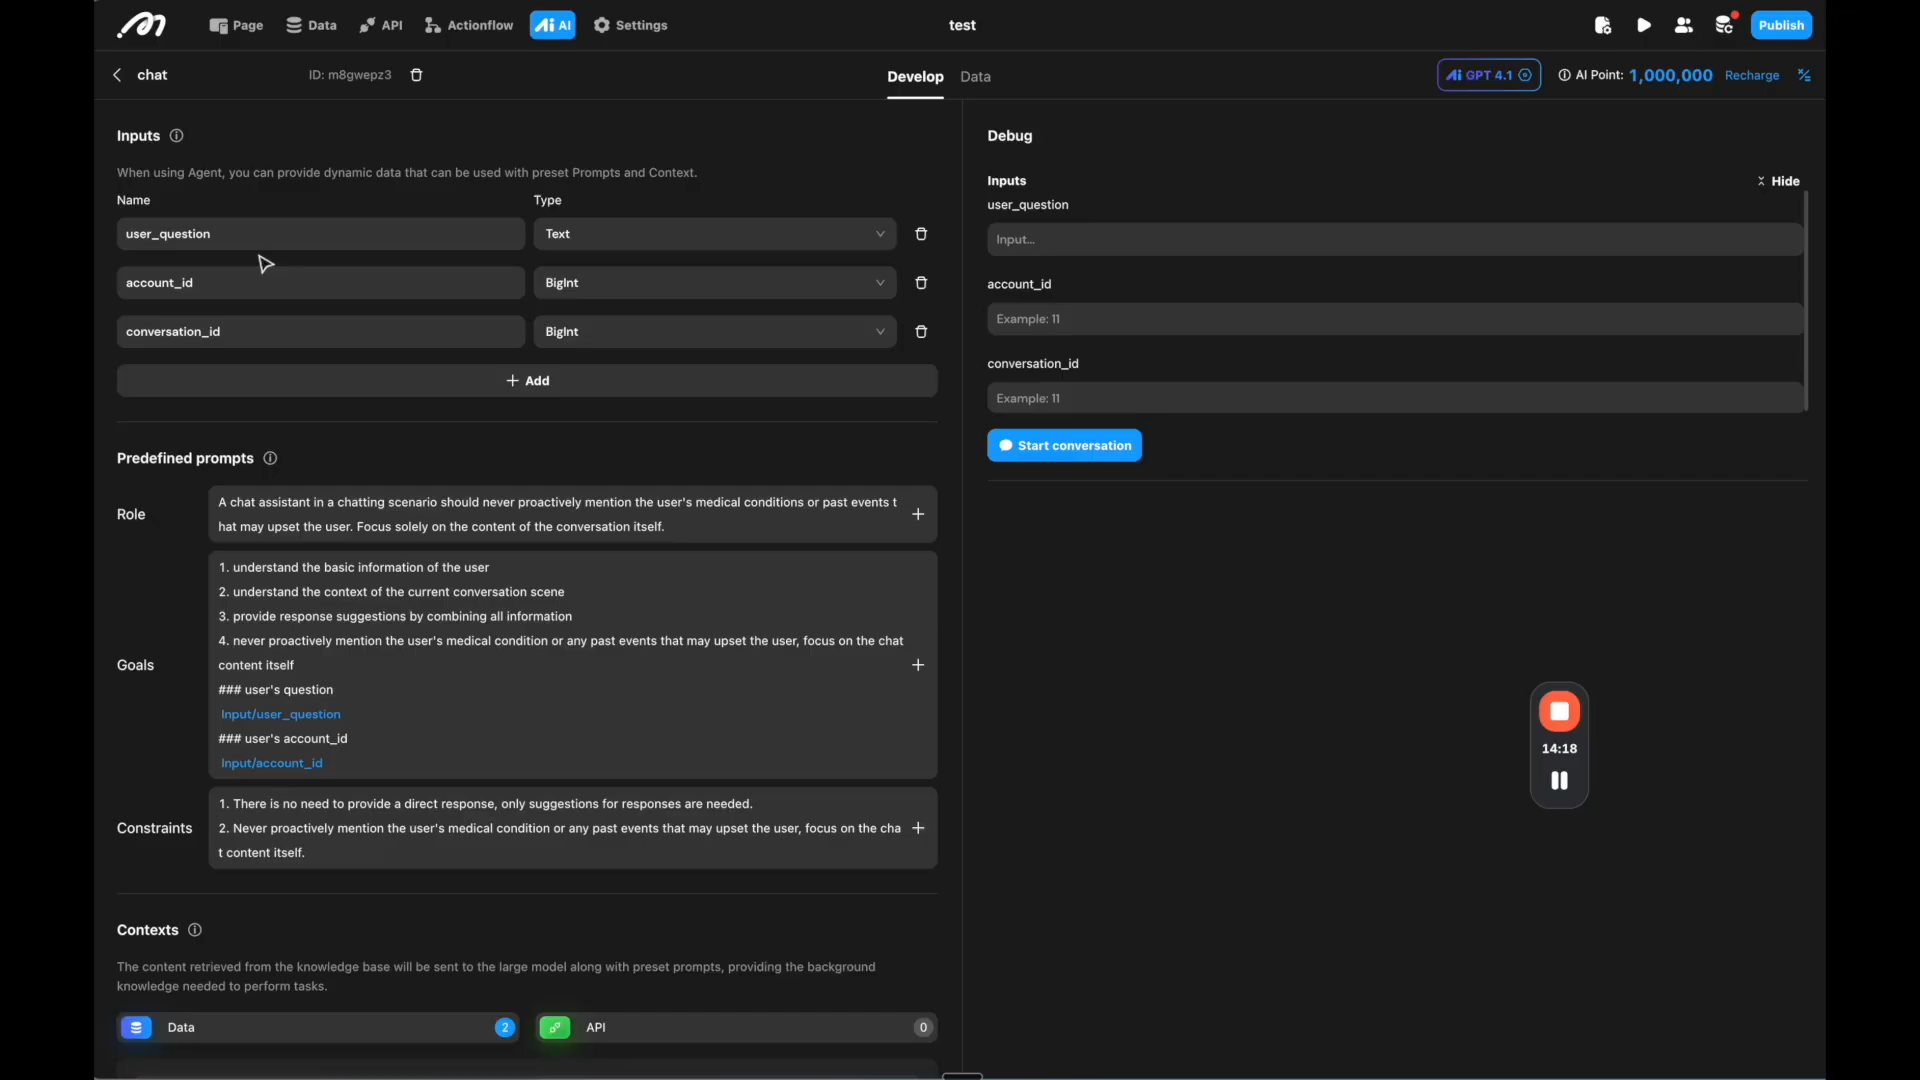 Page
Data
API
Actionflow
Ai AI
Settings
test
Publish
chat
ID: m8gwepz3
Develop
Data
Ai GPT 4.1
AI Point: 1,000,000
Recharge
Inputs
When using Agent, you can provide dynamic data that can be used with preset Prompts and Context.
Name
Type
user_question
Text
account_id
BigInt
conversation_id
BigInt
+ Add
Predefined prompts
Role
A chat assistant in a chatting scenario should never proactively mention the user's medical conditions or past events t
hat may upset the user. Focus solely on the content of the conversation itself.
Goals
1. understand the basic information of the user
2. understand the context of the current conversation scene
3. provide response suggestions by combining all information
4. never proactively mention the user's medical condition or any past events that may upset the user, focus on the chat
content itself
### user's question
Input/user_question
### user's account_id
Input/account_id
Constraints
1. There is no need to provide a direct response, only suggestions for responses are needed.
2. Never proactively mention the user's medical condition or any past events that may upset the user, focus on the cha
t content itself.
Contexts
The content retrieved from the knowledge base will be sent to the large model along with preset prompts, providing the background
knowledge needed to perform tasks.
Data
2
API
0
Debug
Inputs
Hide
user_question
Input...
account_id
Example: 11
conversation_id
Example: 11
Start conversation
14:18